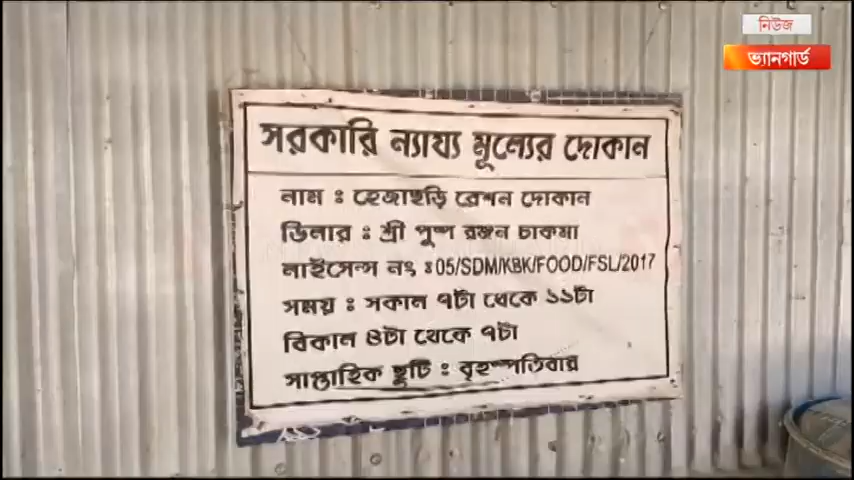 নিউজ
ভ্যানগার্ড
সরকারি ন্যায্য মূল্যের দোকান
নাম : হেজাছড়ি রেশন দোকান
ডিলার : শ্রী পুষ্প রঞ্জন চাকমা
লাইসেন্স নং : 05/SDM/KBK/FOOD/FSL/2017
সময় : সকাল ৭টা থেকে ১১টা
বিকাল ৪টা থেকে ৭টা
সাপ্তাহিক ছুটি : বৃহস্পতিবার